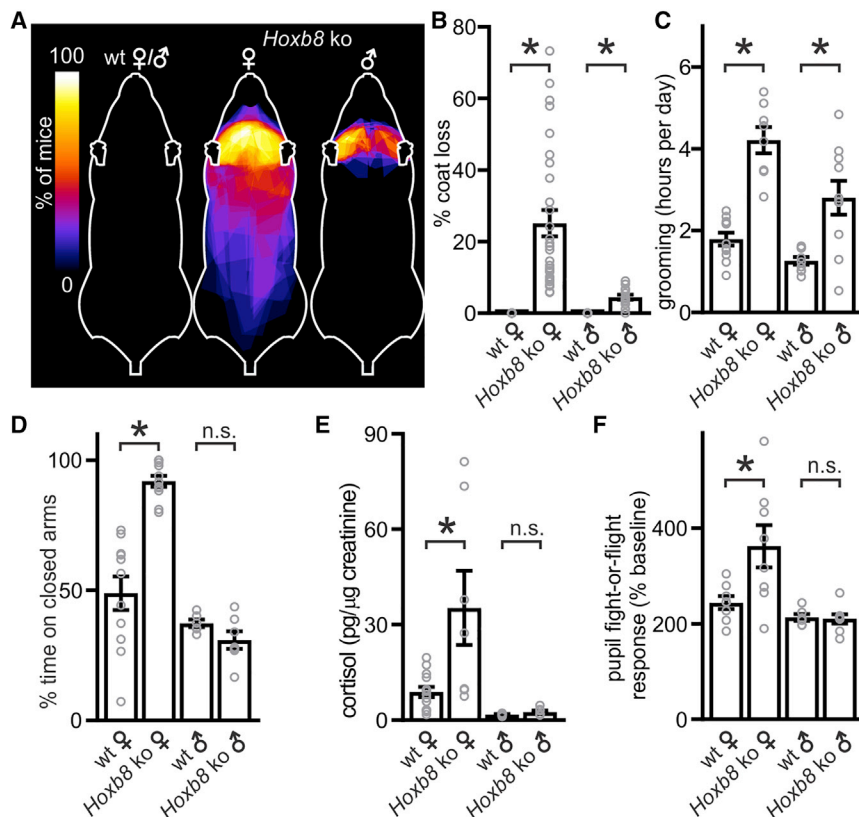 A
100
% of mice
0
wt ♀/♂
Hoxb8 ko
♀
♂
B
% coat loss
80
60
40
20
0
*
*
wt ♀
Hoxb8 ko ♀
wt ♂
Hoxb8 ko ♂
C
grooming (hours per day)
6
4
2
0
*
*
wt ♀
Hoxb8 ko ♀
wt ♂
Hoxb8 ko ♂
D
% time on closed arms
100
50
0
*
n.s.
wt ♀
Hoxb8 ko ♀
wt ♂
Hoxb8 ko ♂
E
cortisol (pg/μg creatinine)
90
60
30
0
*
n.s.
wt ♀
Hoxb8 ko ♀
wt ♂
Hoxb8 ko ♂
F
pupil fight-or-flight
response (% baseline)
400
200
0
*
n.s.
wt ♀
Hoxb8 ko ♀
wt ♂
Hoxb8 ko ♂